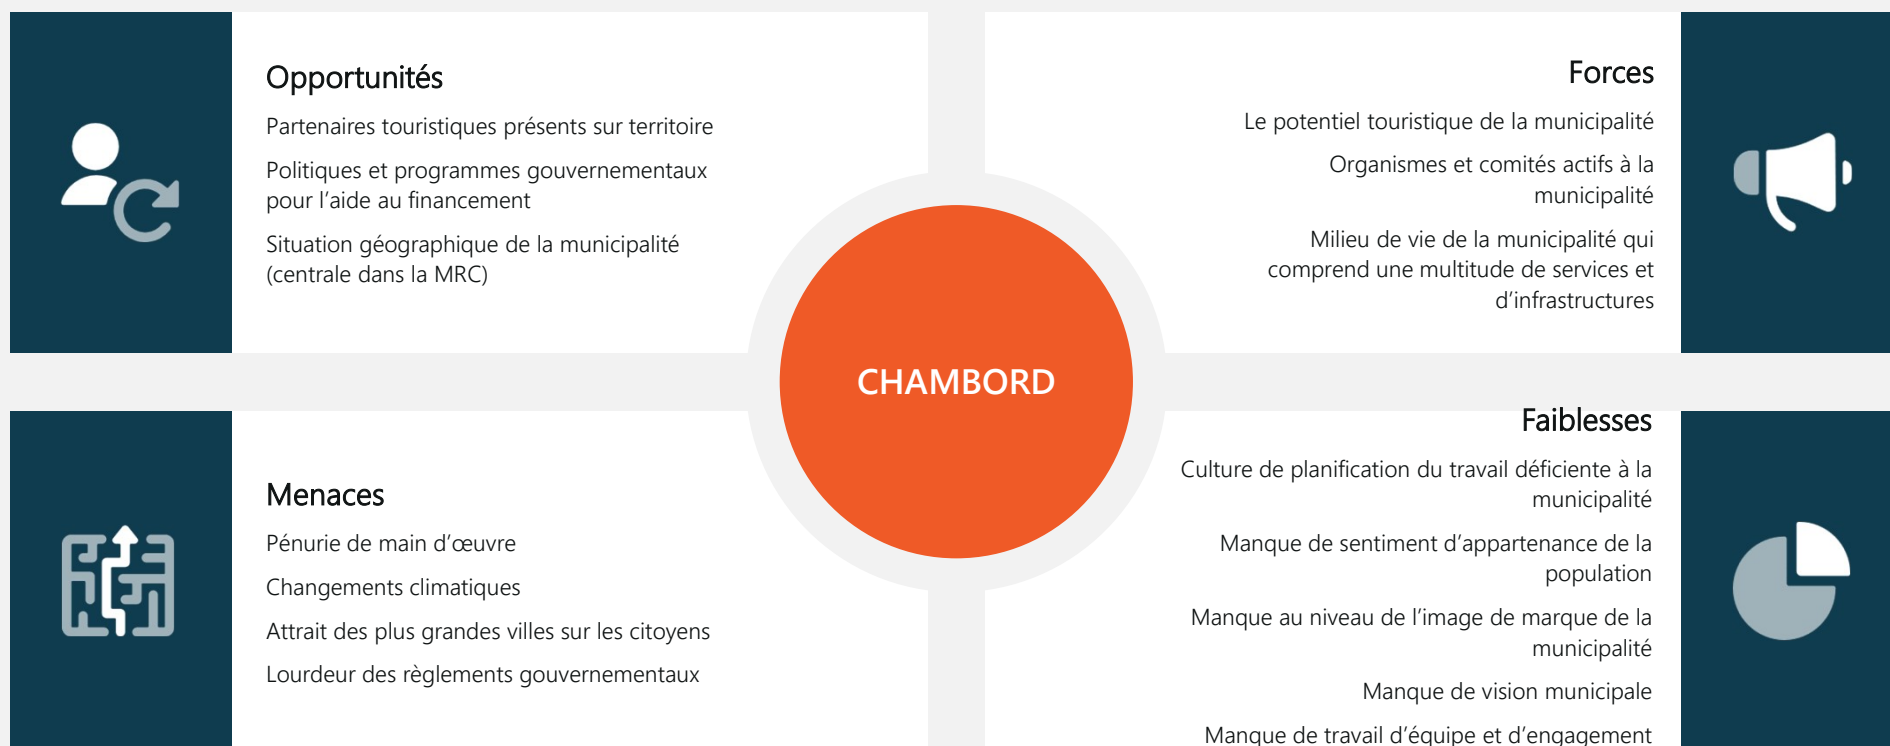 Opportunités
Partenaires touristiques présents sur territoire
Politiques et programmes gouvernementaux
pour l’aide au financement
Situation géographique de la municipalité
(centrale dans la MRC)
Forces
Le potentiel touristique de la municipalité
Organismes et comités actifs à la
municipalité
Milieu de vie de la municipalité qui
comprend une multitude de services et
d’infrastructures
CHAMBORD
Menaces
Pénurie de main d’œuvre
Changements climatiques
Attrait des plus grandes villes sur les citoyens
Lourdeur des règlements gouvernementaux
Faiblesses
Culture de planification du travail déficiente à la
municipalité
Manque de sentiment d’appartenance de la
population
Manque au niveau de l’image de marque de la
municipalité
Manque de vision municipale
Manque de travail d’équipe et d’engagement